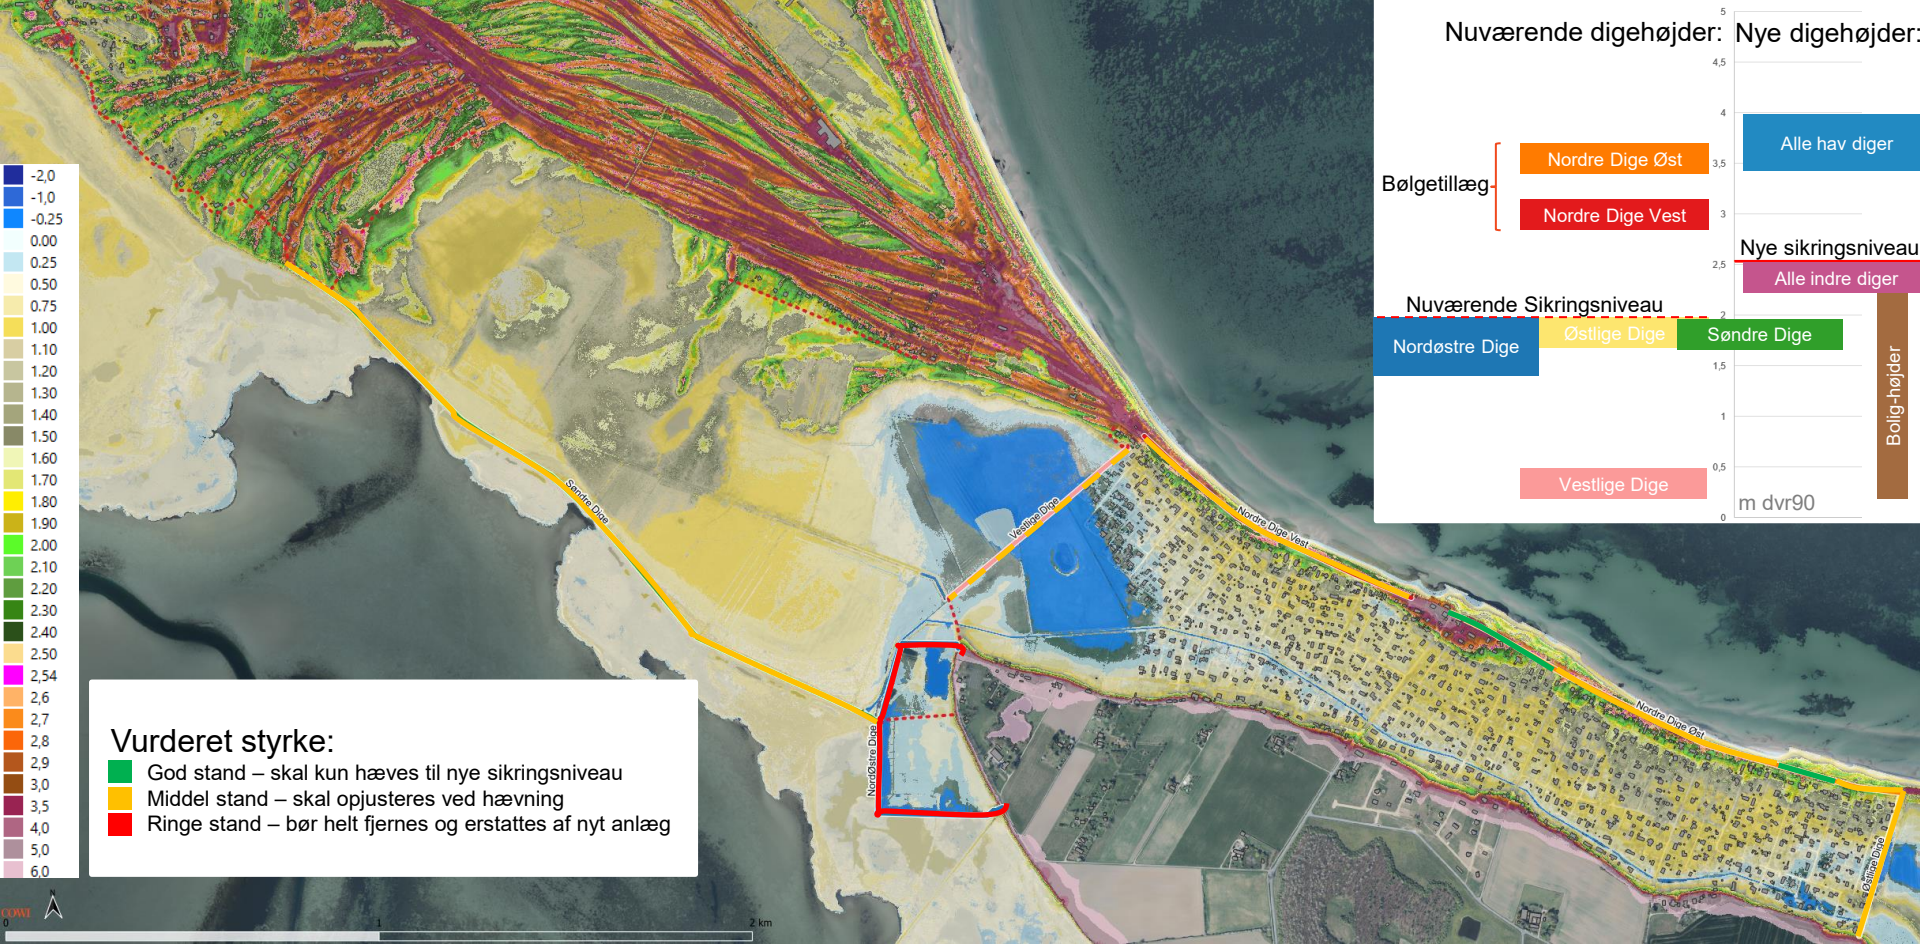 Nuværende digehøjder:
Nye digehøjder:
5
4,5
4
3,5
3
2,5
2
1,5
1
0,5
0
Alle hav diger
Nordre Dige Øst
Bølgetillæg
Nordre Dige Vest
Nye sikringsniveau
Alle indre diger
Nuværende Sikringsniveau
Nordøstre Dige
Østlige Dige
Søndre Dige
Bolig-højder
Vestlige Dige
m dvr90
-2,0
-1,0
-0.25
0.00
0.25
0.50
0.75
1.00
1.10
1.20
1.30
1.40
1.50
1.60
1.70
1.80
1.90
2.00
2.10
2.20
2.30
2.40
2.50
2,54
2,6
2,7
2,8
2,9
3,0
3,5
4,0
5,0
6,0
Søndre Dige
Vestlige Dige
Nordre Dige Vest
Nordre Dige Øst
NordØstre Dige
Østlige Dige
Vurderet styrke:
God stand – skal kun hæves til nye sikringsniveau
Middel stand – skal opjusteres ved hævning
Ringe stand – bør helt fjernes og erstattes af nyt anlæg
COWI
N
0
1
2 km